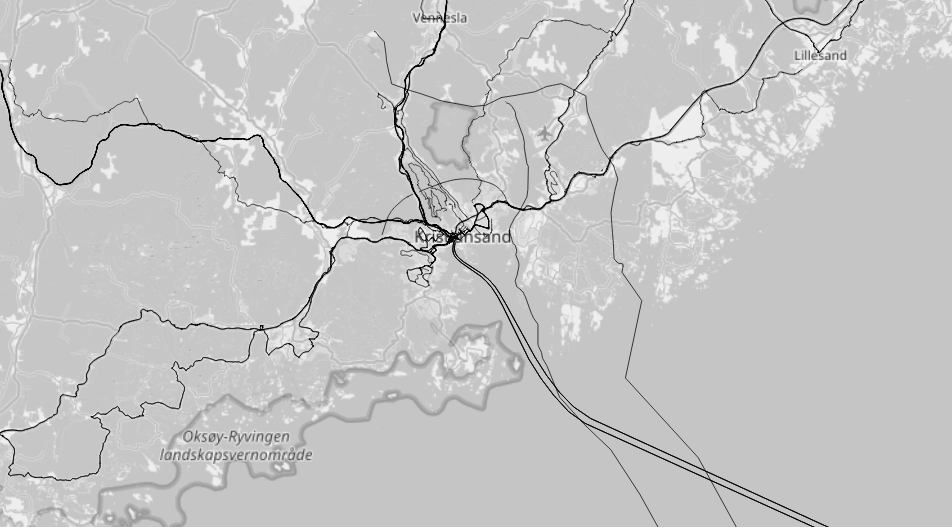 Vennesla
Lillesand
Kristiansand
Oksøy-Ryvingen
landskapsvernområde